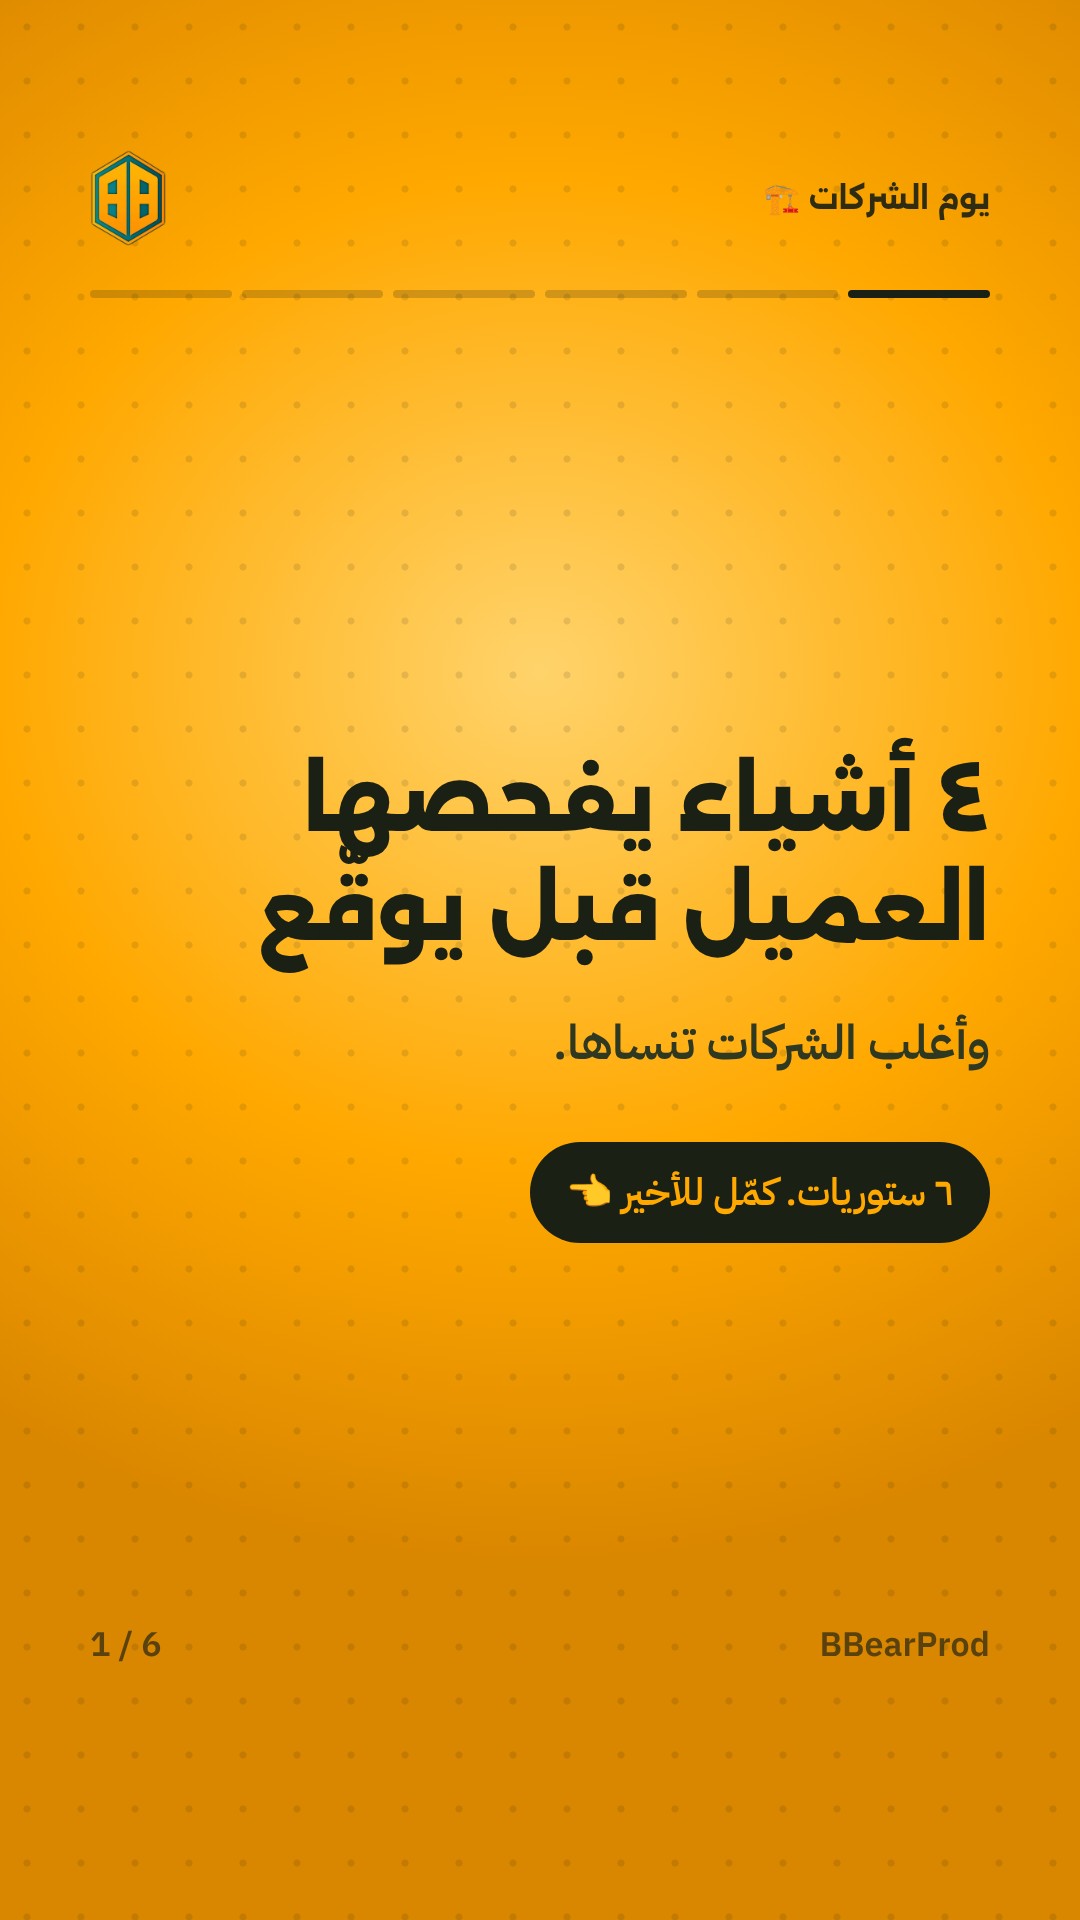 يوم الشركات 🏗️
٤ أشياء يفحصها
العميل قبل يوقّع
وأغلب الشركات تنساها.
٦ ستوريات. كمّل للأخير 👈
BBearProd
1 / 6